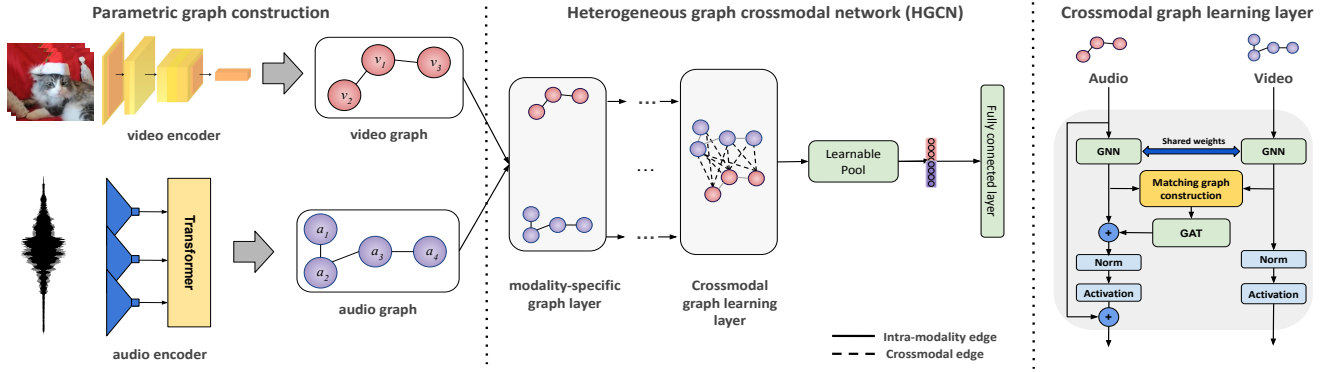 Parametric graph construction
video encoder
v1
v2
v3
video graph
Transformer
audio encoder
a1
a2
a3
a4
audio graph
Heterogeneous graph crossmodal network (HGCN)
modality-specific
graph layer
...
...
...
Crossmodal
graph learning
layer
Learnable
Pool
Fully connected layer
Intra-modality edge
Crossmodal edge
Crossmodal graph learning layer
Audio
Video
GNN
Shared weights
GNN
Matching graph
construction
+
GAT
Norm
Norm
Activation
Activation
+